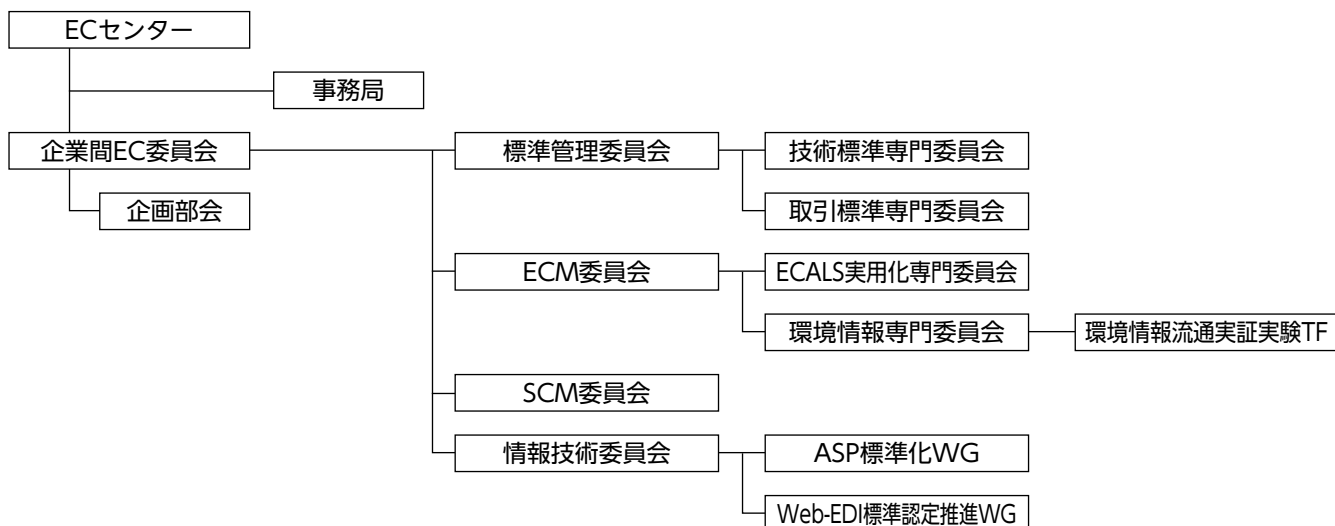 ECセンター
事務局
企業間EC委員会
標準管理委員会
技術標準専門委員会
企画部会
取引標準専門委員会
ECM委員会
ECALS実用化専門委員会
環境情報専門委員会
環境情報流通実証実験TF
SCM委員会
情報技術委員会
ASP標準化WG
Web-EDI標準認定推進WG